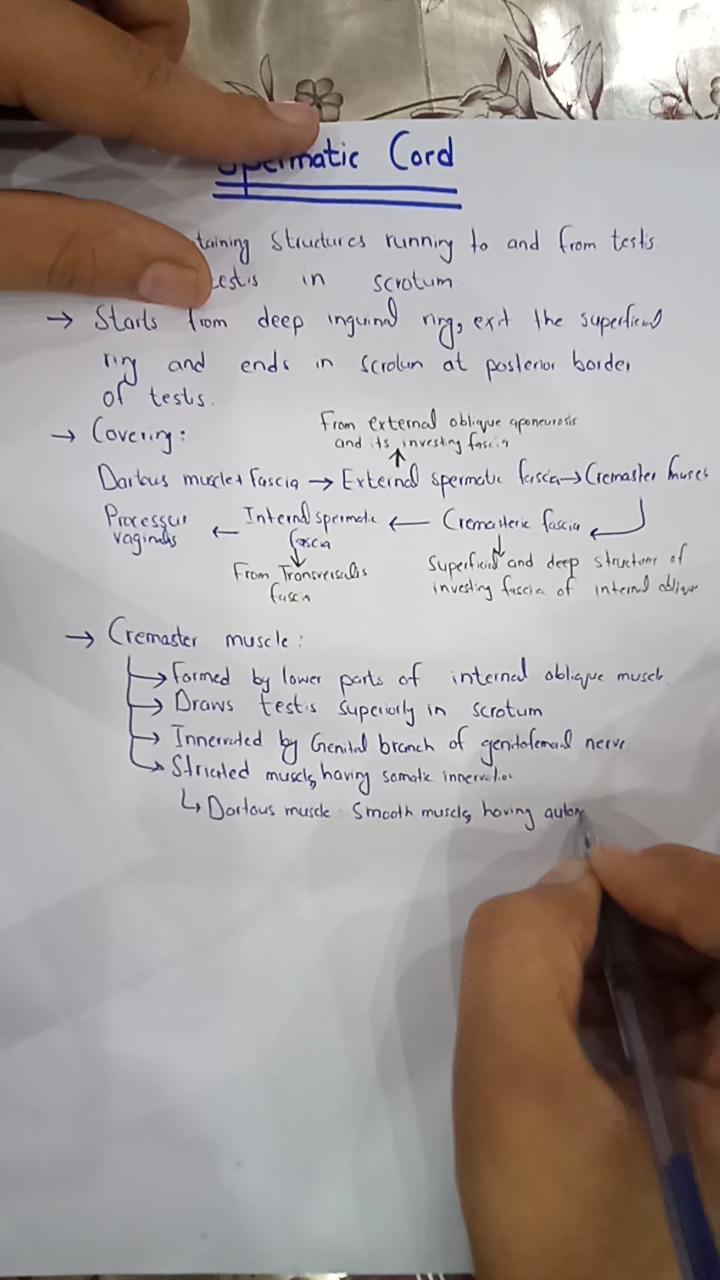 Spermatic Cord
taining structures running to and from testis
testis in scrotum
→ Starts from deep inguinal ring, exit the superficial
ring and ends in scrotum at posterior border
of testis.
→ Covering:
From external oblique aponeurosis
and its investing fascia
Dartous muscle + fascia → External spermatic fascia → Cremaster muscles
Processur vaginalis ← Internal spermatic fascia ← Cremasteric fascia
From Transversalis fascia
Superficial and deep structures of
investing fascia of internal oblique
→ Cremaster muscle:
→ Formed by lower parts of internal oblique muscle
→ Draws testis superiorly in scrotum
→ Innervated by Genital branch of genitofemoral nerve
→ Striated muscle, having somatic innervation
↳ Dartous muscle: Smooth muscle, having auton